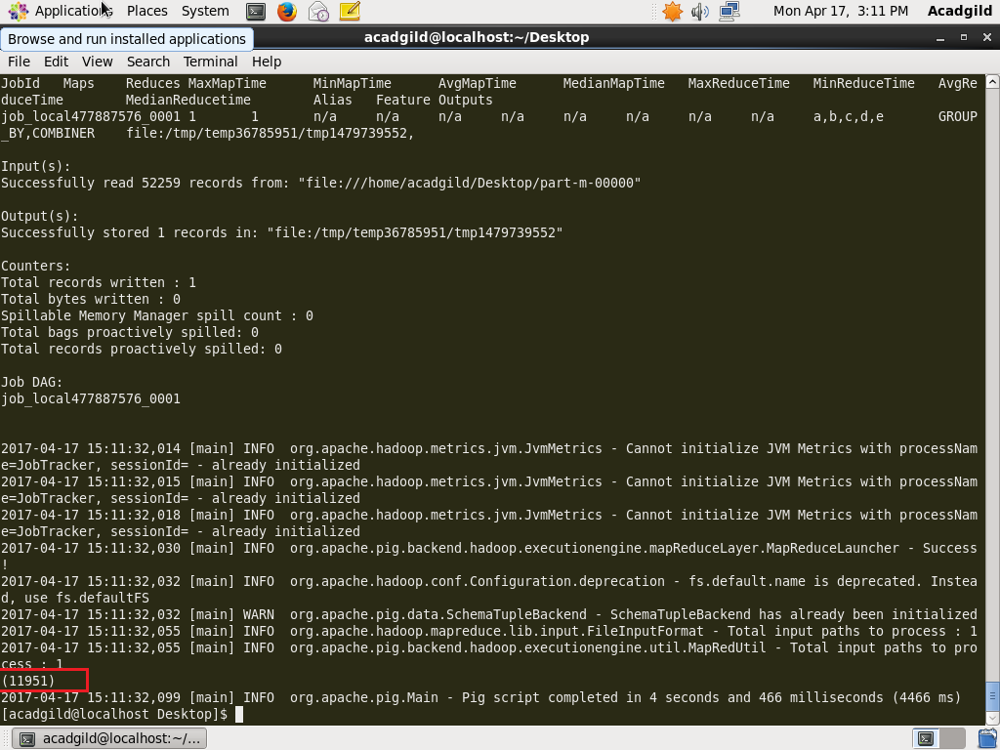 Applications Places System Mon Apr 17, 3:11 PM Acadgild
Browse and run installed applications
acadgild@localhost:~/Desktop
File Edit View Search Terminal Help
JobId Maps Reduces MaxMapTime MinMapTime AvgMapTime MedianMapTime MaxReduceTime MinReduceTime AvgRe
duceTime MedianReducetime Alias Feature Outputs
job_local477887576_0001 1 1 n/a n/a n/a n/a n/a n/a n/a n/a a,b,c,d,e GROUP
_BY,COMBINER file:/tmp/temp36785951/tmp1479739552,
Input(s):
Successfully read 52259 records from: "file:///home/acadgild/Desktop/part-m-00000"
Output(s):
Successfully stored 1 records in: "file:/tmp/temp36785951/tmp1479739552"
Counters:
Total records written : 1
Total bytes written : 0
Spillable Memory Manager spill count : 0
Total bags proactively spilled: 0
Total records proactively spilled: 0
Job DAG:
job_local477887576_0001
2017-04-17 15:11:32,014 [main] INFO org.apache.hadoop.metrics.jvm.JvmMetrics - Cannot initialize JVM Metrics with processNam
e=JobTracker, sessionId= - already initialized
2017-04-17 15:11:32,015 [main] INFO org.apache.hadoop.metrics.jvm.JvmMetrics - Cannot initialize JVM Metrics with processNam
e=JobTracker, sessionId= - already initialized
2017-04-17 15:11:32,018 [main] INFO org.apache.hadoop.metrics.jvm.JvmMetrics - Cannot initialize JVM Metrics with processNam
e=JobTracker, sessionId= - already initialized
2017-04-17 15:11:32,030 [main] INFO org.apache.pig.backend.hadoop.executionengine.mapReduceLayer.MapReduceLauncher - Success
!
2017-04-17 15:11:32,032 [main] INFO org.apache.hadoop.conf.Configuration.deprecation - fs.default.name is deprecated. Instea
d, use fs.defaultFS
2017-04-17 15:11:32,032 [main] WARN org.apache.pig.data.SchemaTupleBackend - SchemaTupleBackend has already been initialized
2017-04-17 15:11:32,055 [main] INFO org.apache.hadoop.mapreduce.lib.input.FileInputFormat - Total input paths to process : 1
2017-04-17 15:11:32,055 [main] INFO org.apache.pig.backend.hadoop.executionengine.util.MapRedUtil - Total input paths to pro
cess : 1
(11951)
2017-04-17 15:11:32,099 [main] INFO org.apache.pig.Main - Pig script completed in 4 seconds and 466 milliseconds (4466 ms)
[acadgild@localhost Desktop]$
acadgild@localhost:~/...